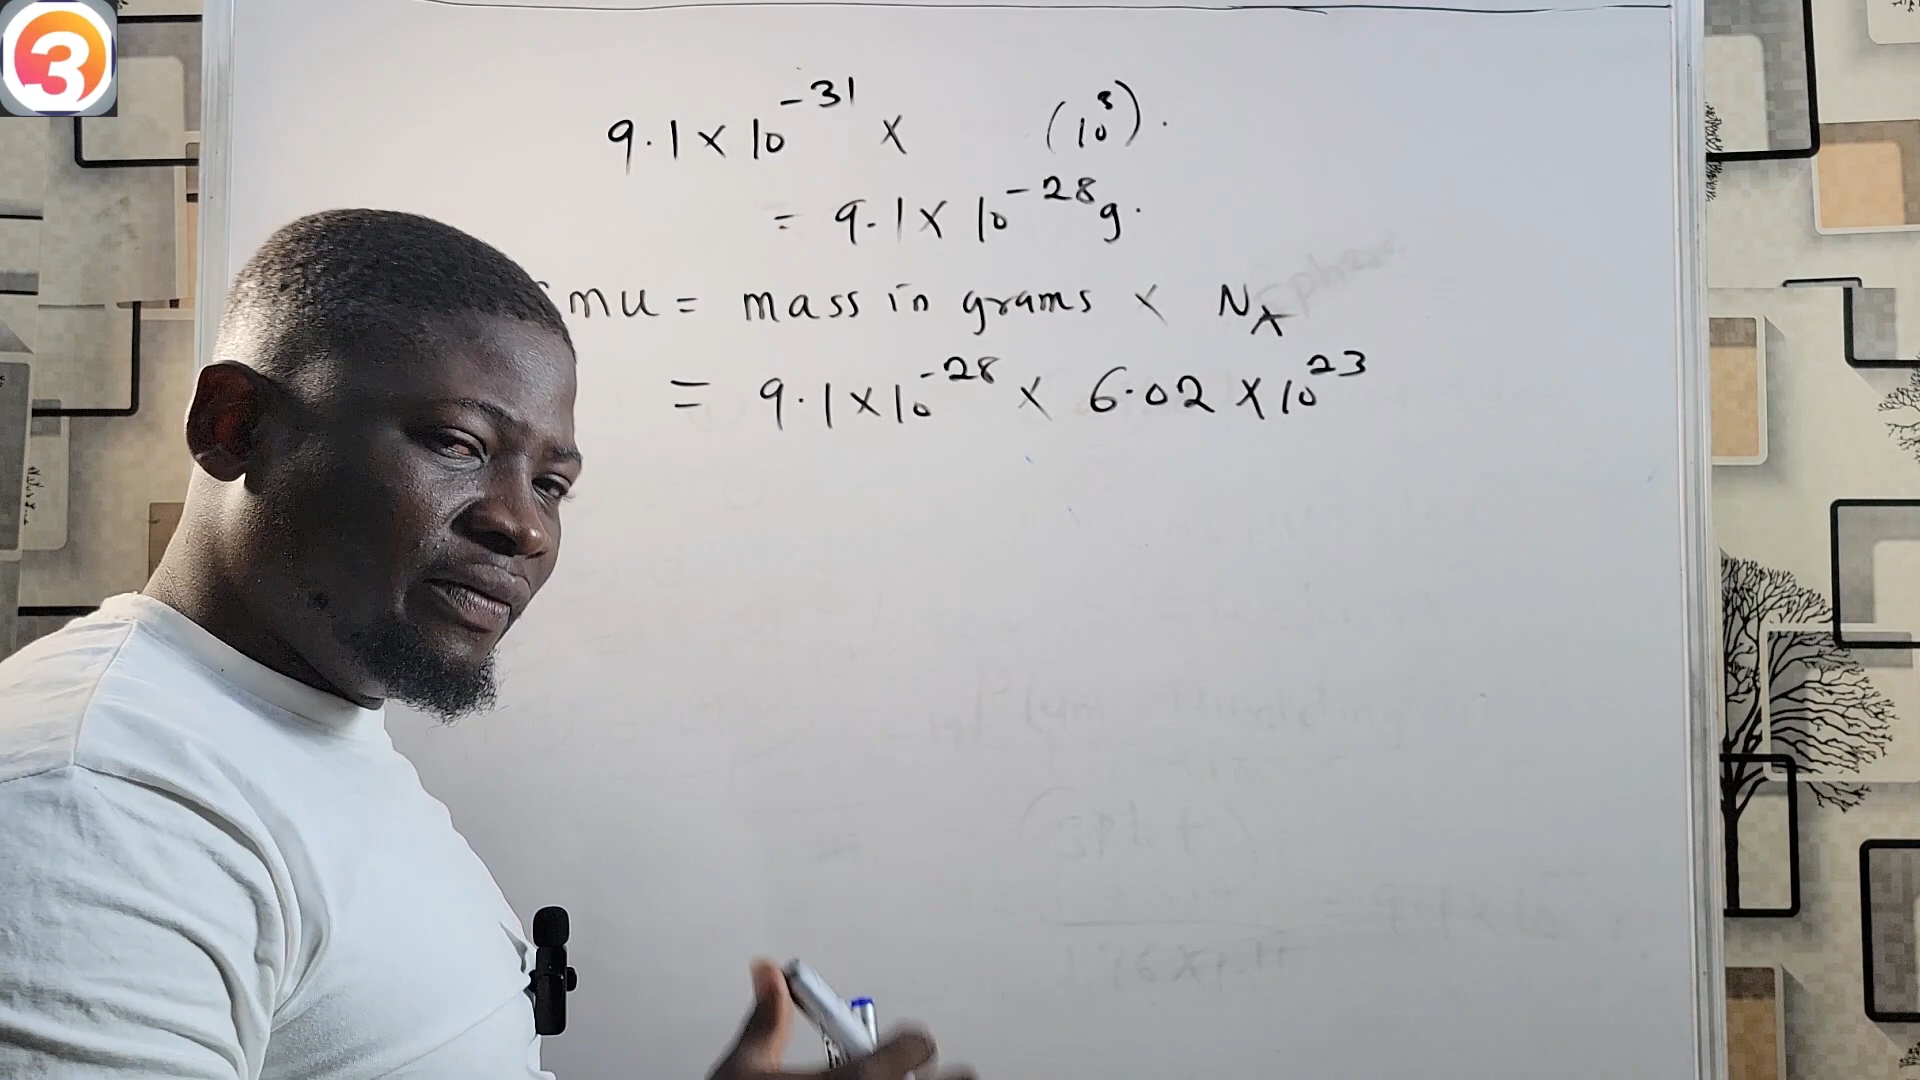 3
9.1 × 10⁻³¹ × (10³).
= 9.1 × 10⁻²⁸ g.
mu = mass in grams × N_A
= 9.1 × 10⁻²⁸ × 6.02 × 10²³